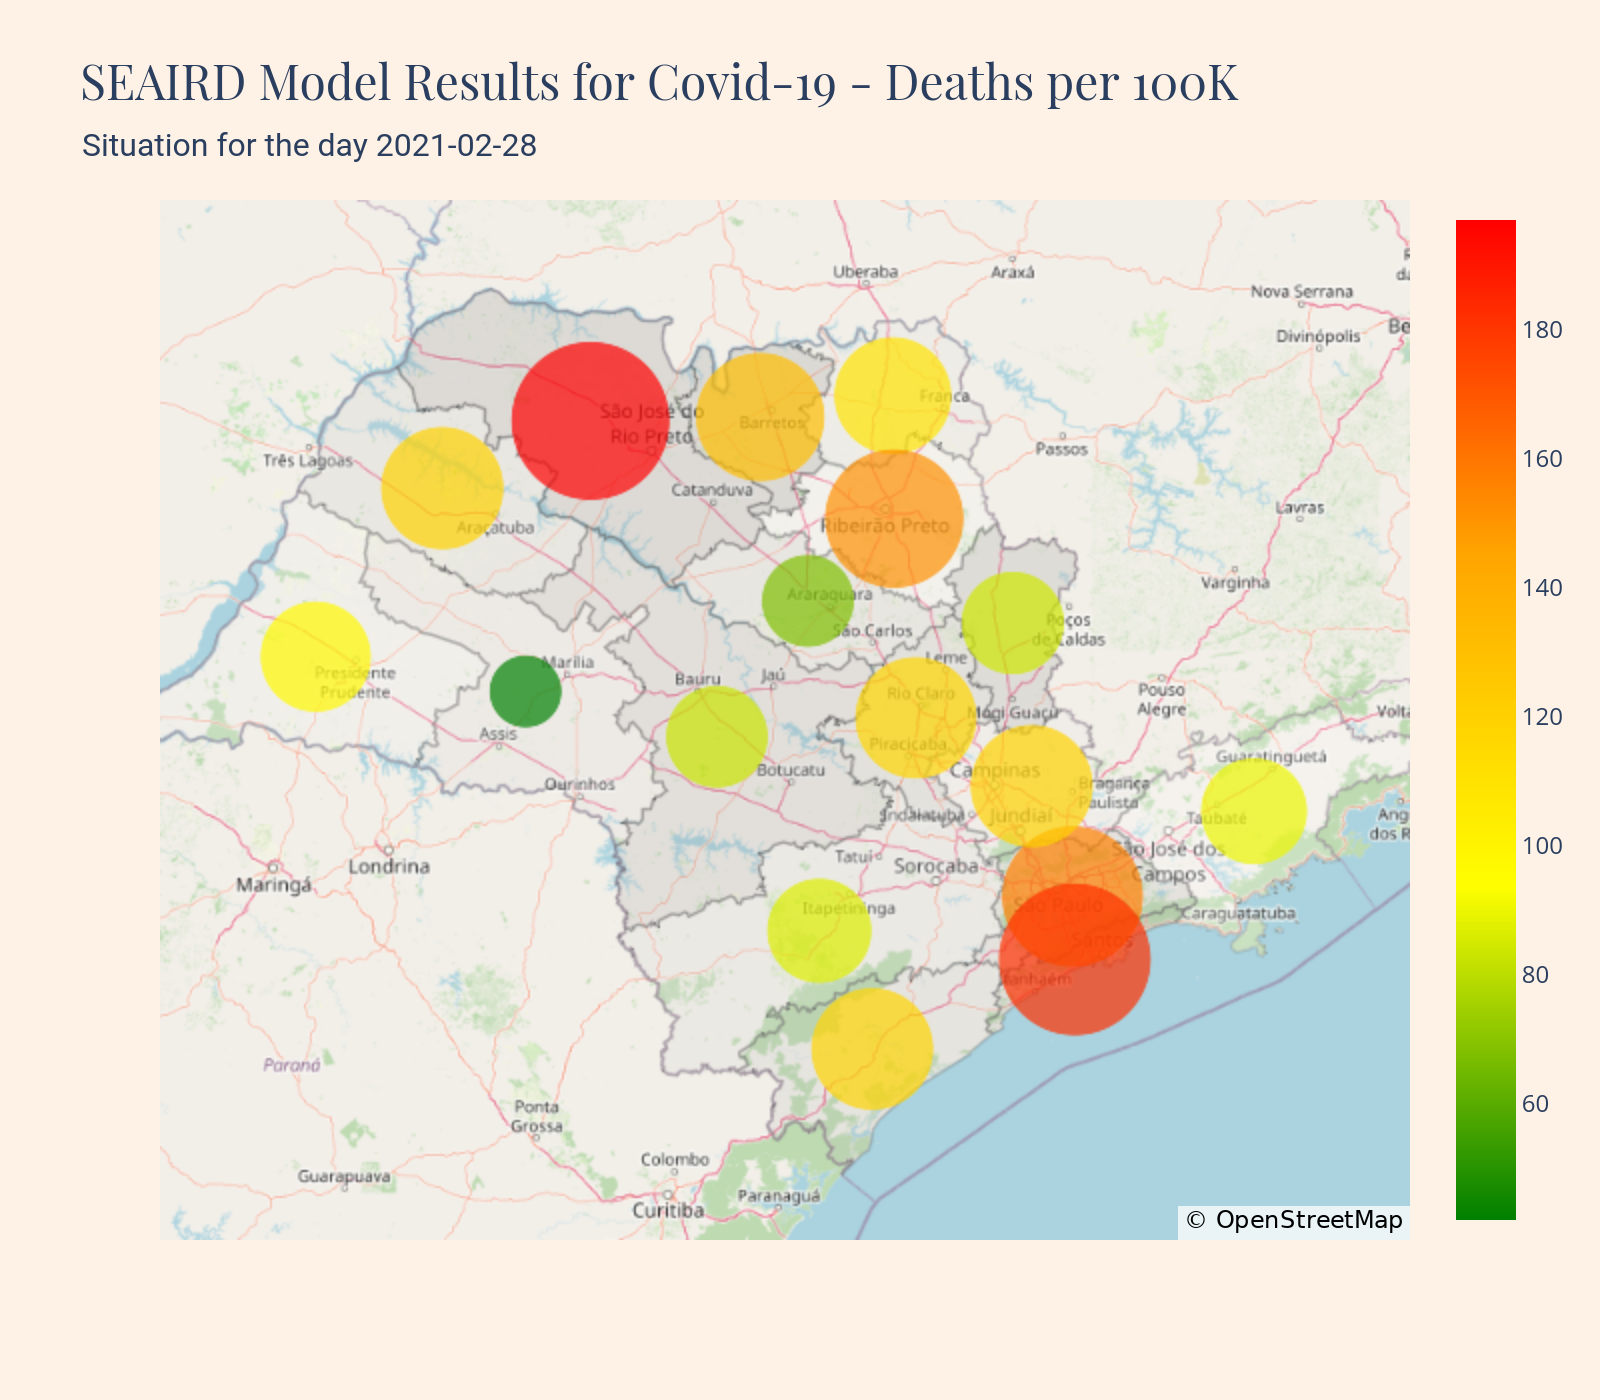 SEAIRD Model Results for Covid-19 - Deaths per 100K
Situation for the day 2021-02-28
Uberaba
Araxá
Nova Serrana
Divinópolis
Be
180
São José do
Rio Preto
Barretos
Franca
Passos
Três Lagoas
160
Catanduva
Araçatuba
Ribeirão Preto
Lavras
Varginha
140
Araraquara
São Carlos
Poços
de Caldas
Leme
Presidente
Prudente
Marília
Bauru
Jaú
Rio Claro
Mogi Guaçu
Pouso
Alegre
Volta
120
Assis
Piracicaba
Botucatu
Campinas
Guaratinguetá
Ourinhos
Bragança
Paulista
Indaiatuba
Jundiaí
Taubaté
Ang
dos R
100
Londrina
Maringá
Tatuí
Sorocaba
São José dos
Campos
São Paulo
Itapetininga
Caraguatatuba
Santos
Itanhaém
80
Paraná
60
Ponta
Grossa
Colombo
Guarapuava
Paranaguá
Curitiba
© OpenStreetMap